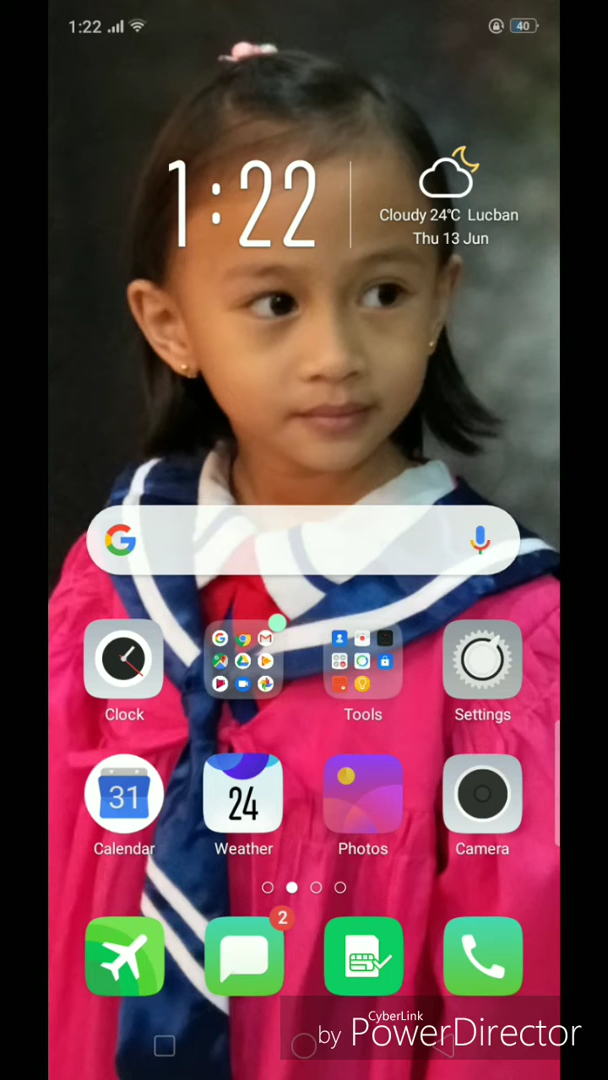 1:22
40
1:22
Cloudy 24℃ Lucban
Thu 13 Jun
Clock
Tools
Settings
31
24
Calendar
Weather
Photos
Camera
2
CyberLink
by PowerDirector